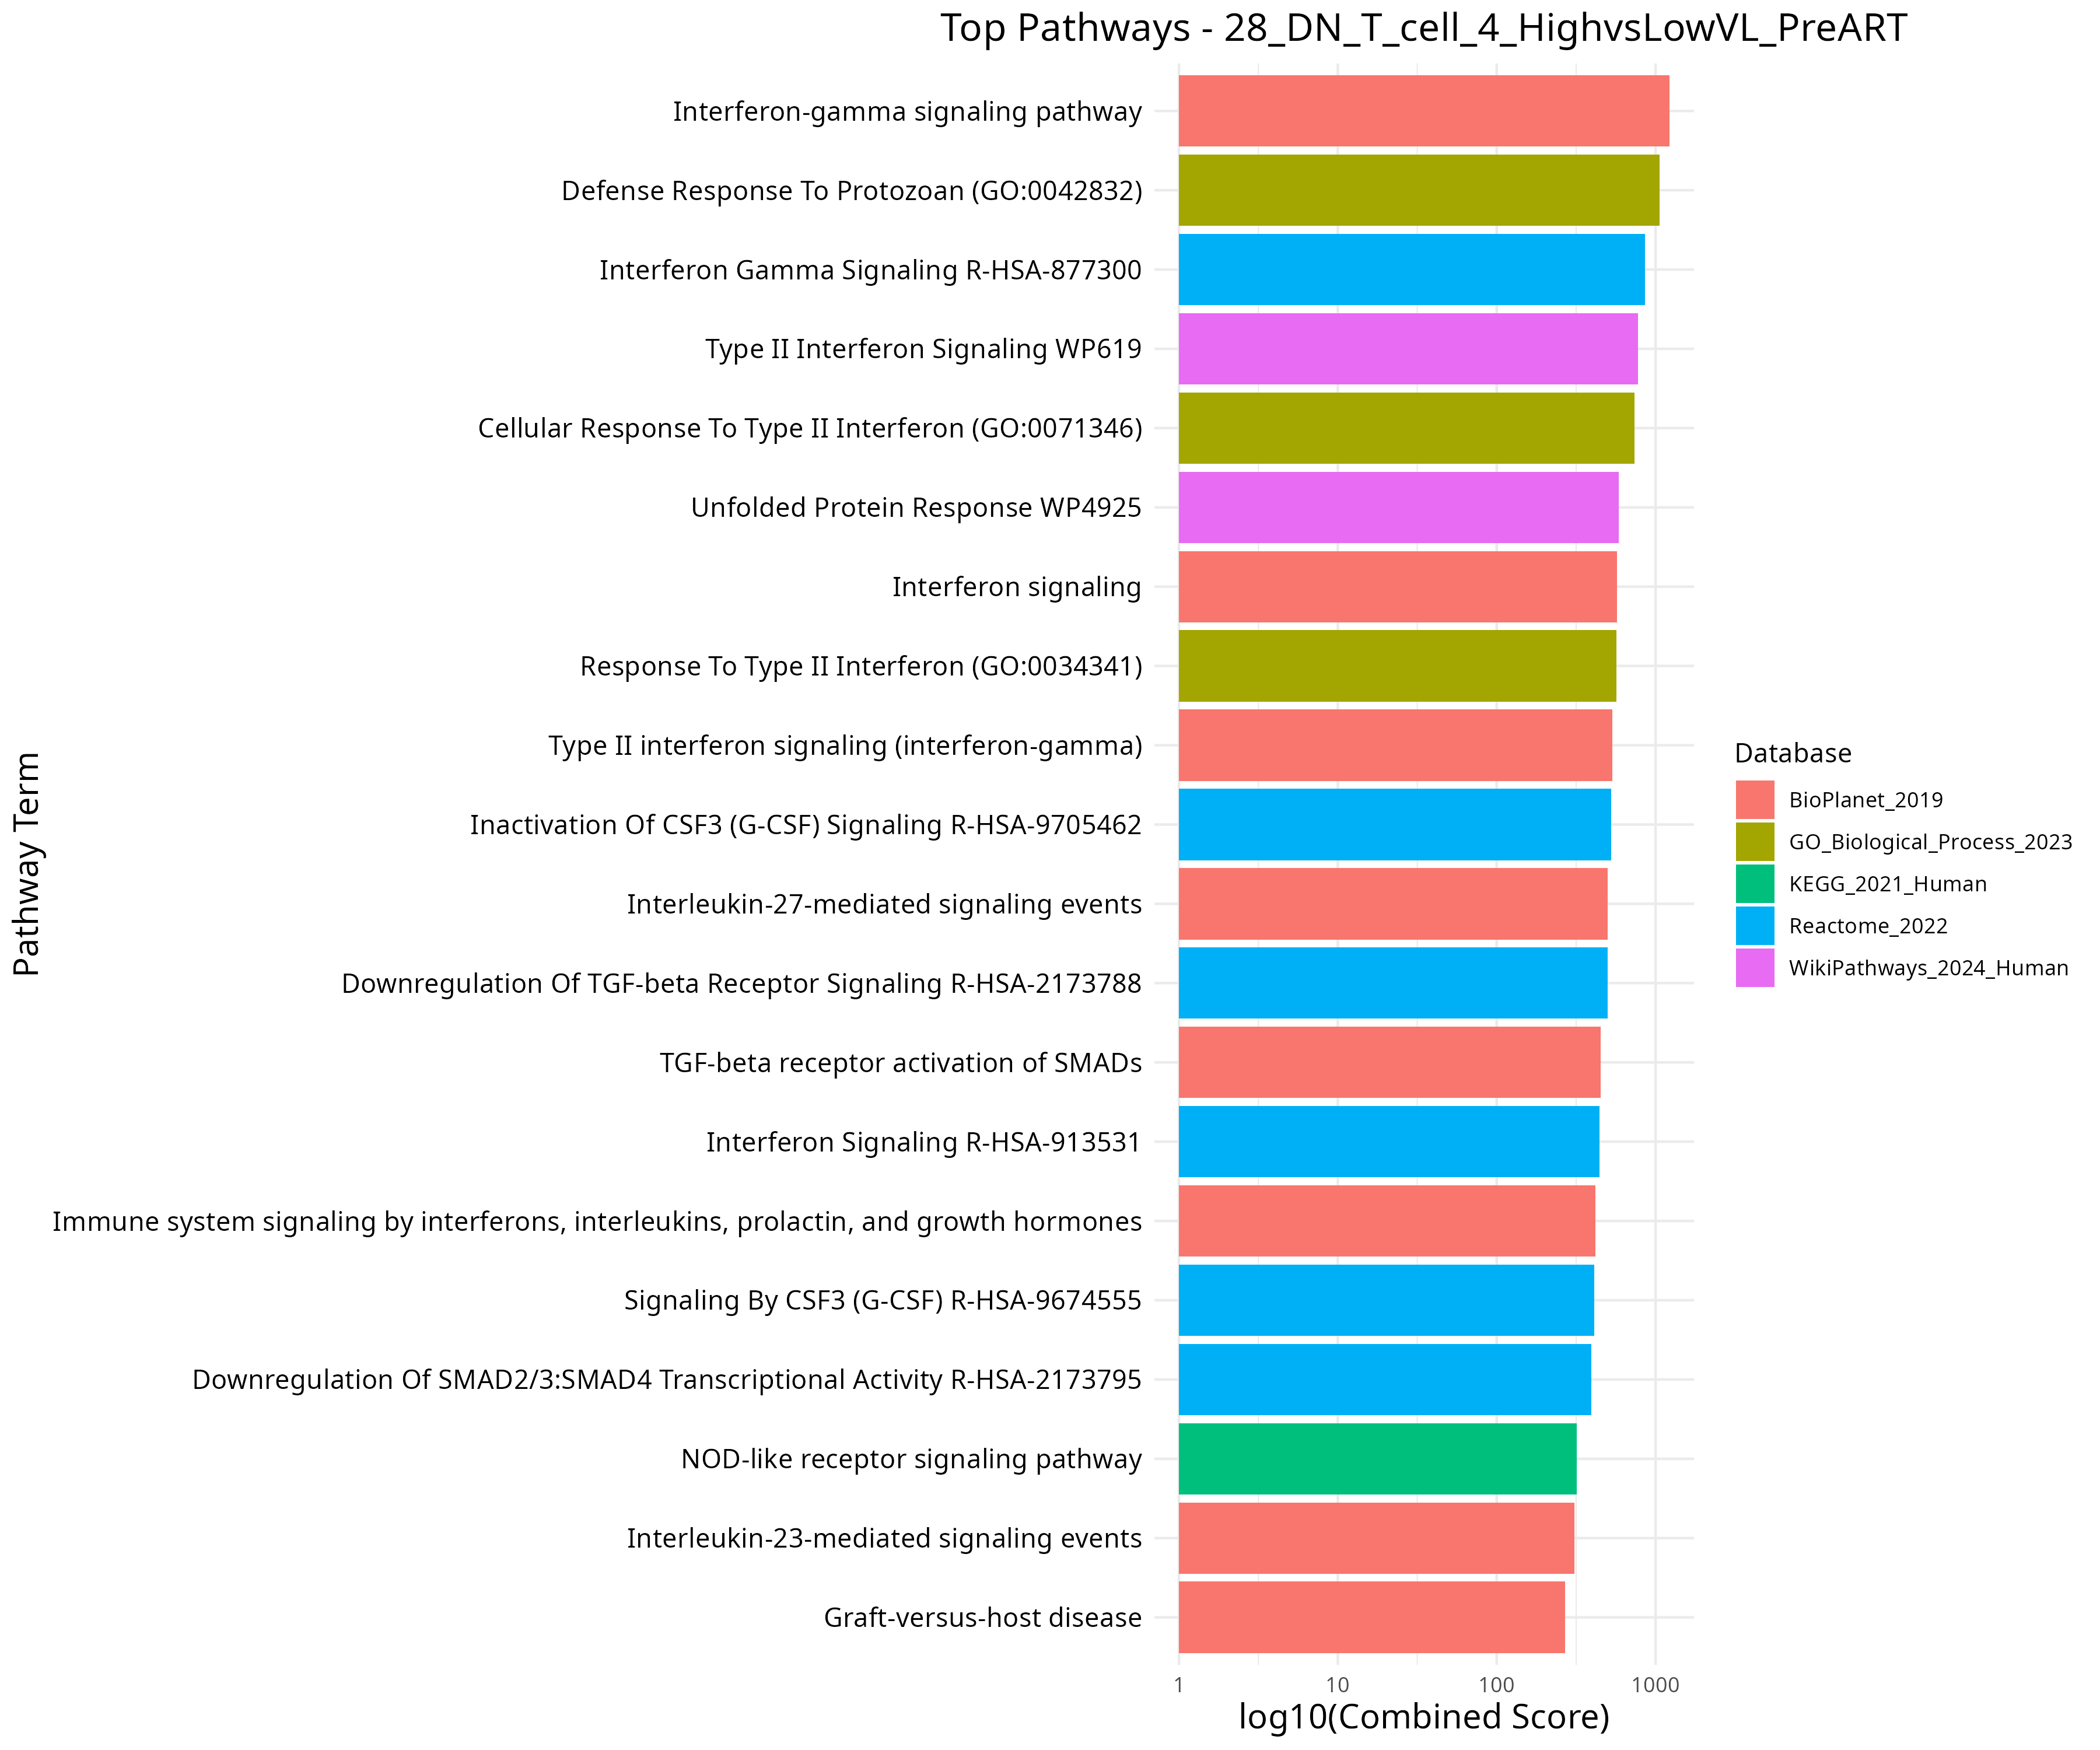 Top Pathways - 28_DN_T_cell_4_HighvsLowVL_PreART
Pathway Term
Interferon-gamma signaling pathway
Defense Response To Protozoan (GO:0042832)
Interferon Gamma Signaling R-HSA-877300
Type II Interferon Signaling WP619
Cellular Response To Type II Interferon (GO:0071346)
Unfolded Protein Response WP4925
Interferon signaling
Response To Type II Interferon (GO:0034341)
Type II interferon signaling (interferon-gamma)
Inactivation Of CSF3 (G-CSF) Signaling R-HSA-9705462
Interleukin-27-mediated signaling events
Downregulation Of TGF-beta Receptor Signaling R-HSA-2173788
TGF-beta receptor activation of SMADs
Interferon Signaling R-HSA-913531
Immune system signaling by interferons, interleukins, prolactin, and growth hormones
Signaling By CSF3 (G-CSF) R-HSA-9674555
Downregulation Of SMAD2/3:SMAD4 Transcriptional Activity R-HSA-2173795
NOD-like receptor signaling pathway
Interleukin-23-mediated signaling events
Graft-versus-host disease
1 10 100 1000
log10(Combined Score)
Database
BioPlanet_2019
GO_Biological_Process_2023
KEGG_2021_Human
Reactome_2022
WikiPathways_2024_Human